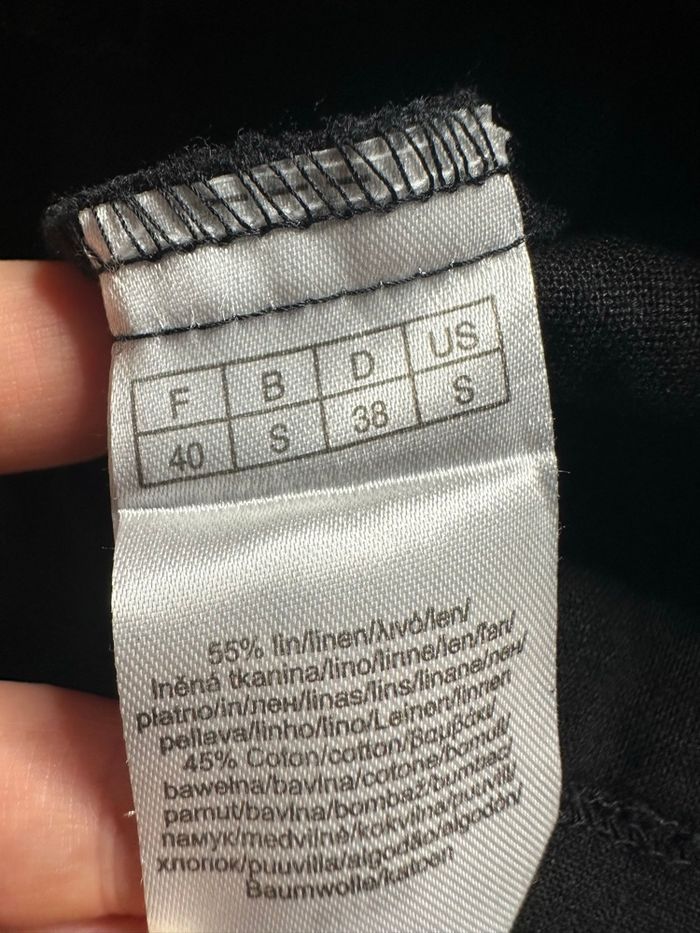 F B D US
40 S 38 S
55% lin/linen/λινό/len/
lněná tkanina/lino/linne/len/lan/
platno/in/лен/linas/lins/linane/лен/
pellava/linho/lino/Leinen/linnen
45% Coton/cotton/βαμβάκι/
bawełna/bavlna/cotone/bomull/
pamut/bavlna/bombaž/bumbac/
памук/medvilnė/kokvilna/puuvill/
хлопок/puuvilla/algodão/algodon/
Baumwolle/katoen